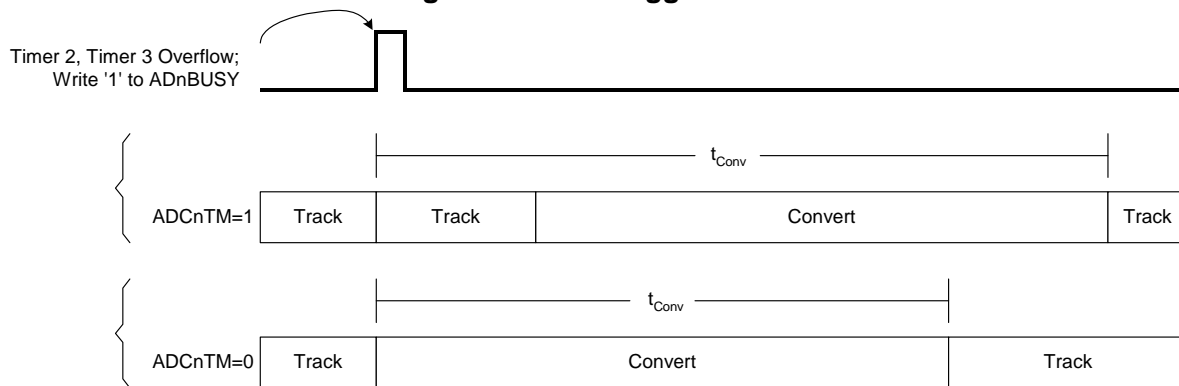 Timer 2, Timer 3 Overflow;
Write '1' to ADnBUSY
tConv
ADCnTM=1 Track Track Convert Track
tConv
ADCnTM=0 Track Convert Track